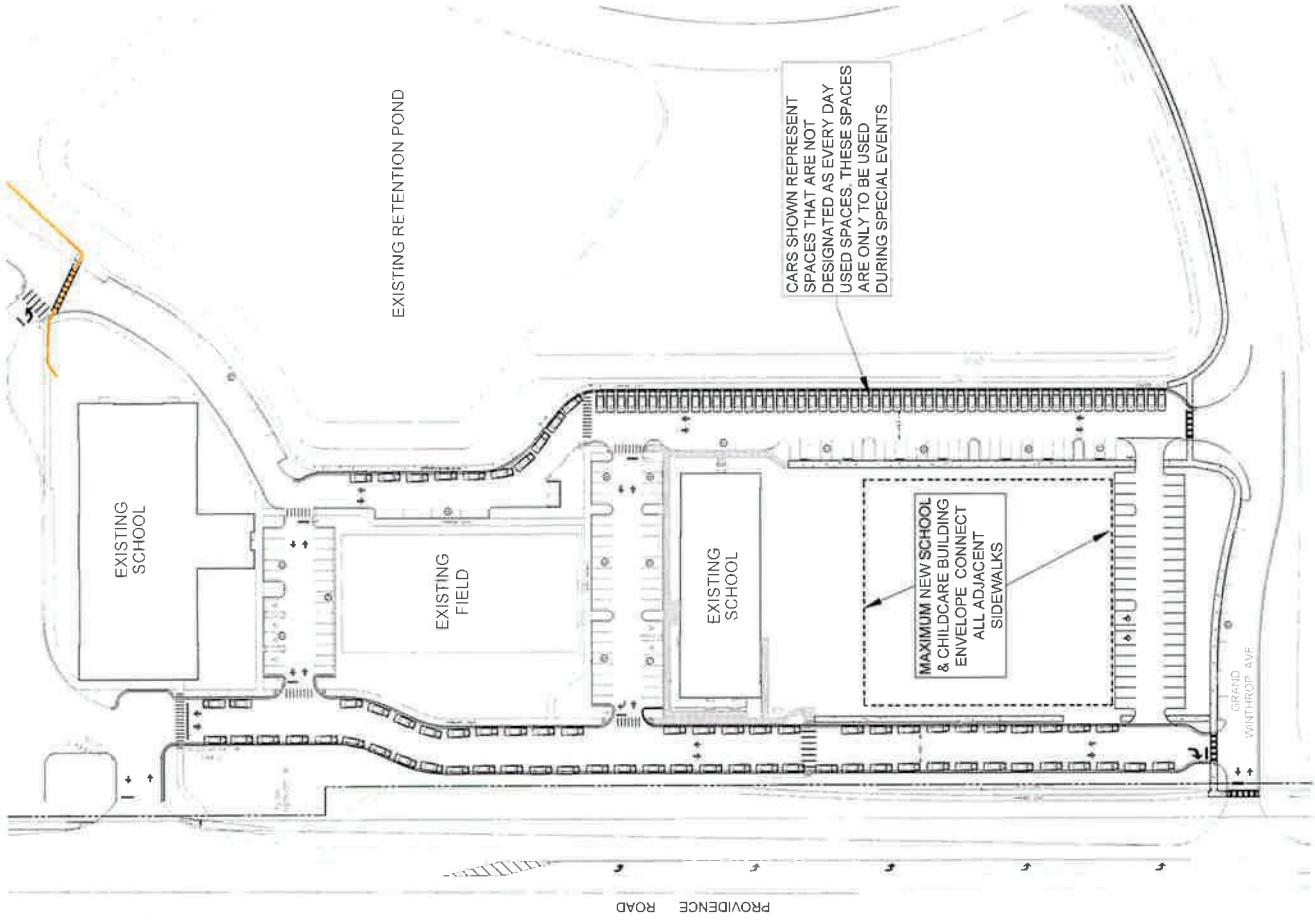 EXISTING RETENTION POND
CARS SHOWN REPRESENT
SPACES THAT ARE NOT
DESIGNATED AS EVERY DAY
USED SPACES. THESE SPACES
ARE ONLY TO BE USED
DURING SPECIAL EVENTS
EXISTING
SCHOOL
EXISTING
FIELD
EXISTING
SCHOOL
MAXIMUM NEW SCHOOL
& CHILDCARE BUILDING
ENVELOPE CONNECT
ALL ADJACENT
SIDEWALKS
GRAND
WINTHROP AVE
PROVIDENCE ROAD